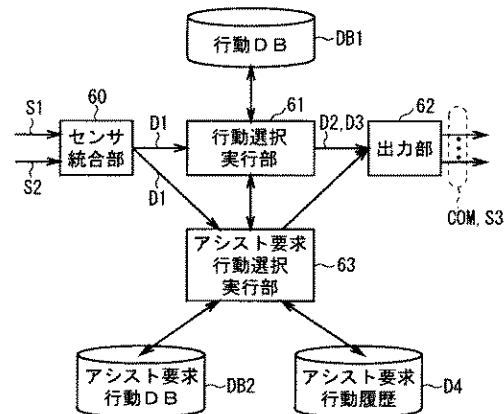 行動DB
DB1
60
61
62
S1
S2
センサ
統合部
D1
D1
行動選択
実行部
D2,D3
出力部
COM, S3
アシスト要求
行動選択
実行部
63
アシスト要求
行動DB
DB2
アシスト要求
行動履歴
D4